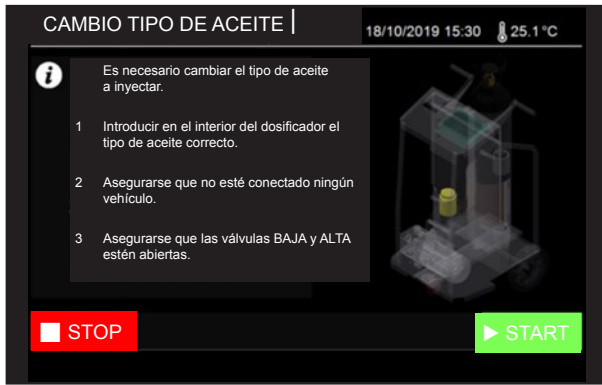 CAMBIO TIPO DE ACEITE
18/10/2019 15:30 25.1°C
i
Es necesario cambiar el tipo de aceite
a inyectar.
1 Introducir en el interior del dosificador el
tipo de aceite correcto.
2 Asegurarse que no esté conectado ningún
vehículo.
3 Asegurarse que las válvulas BAJA y ALTA
estén abiertas.
STOP
START